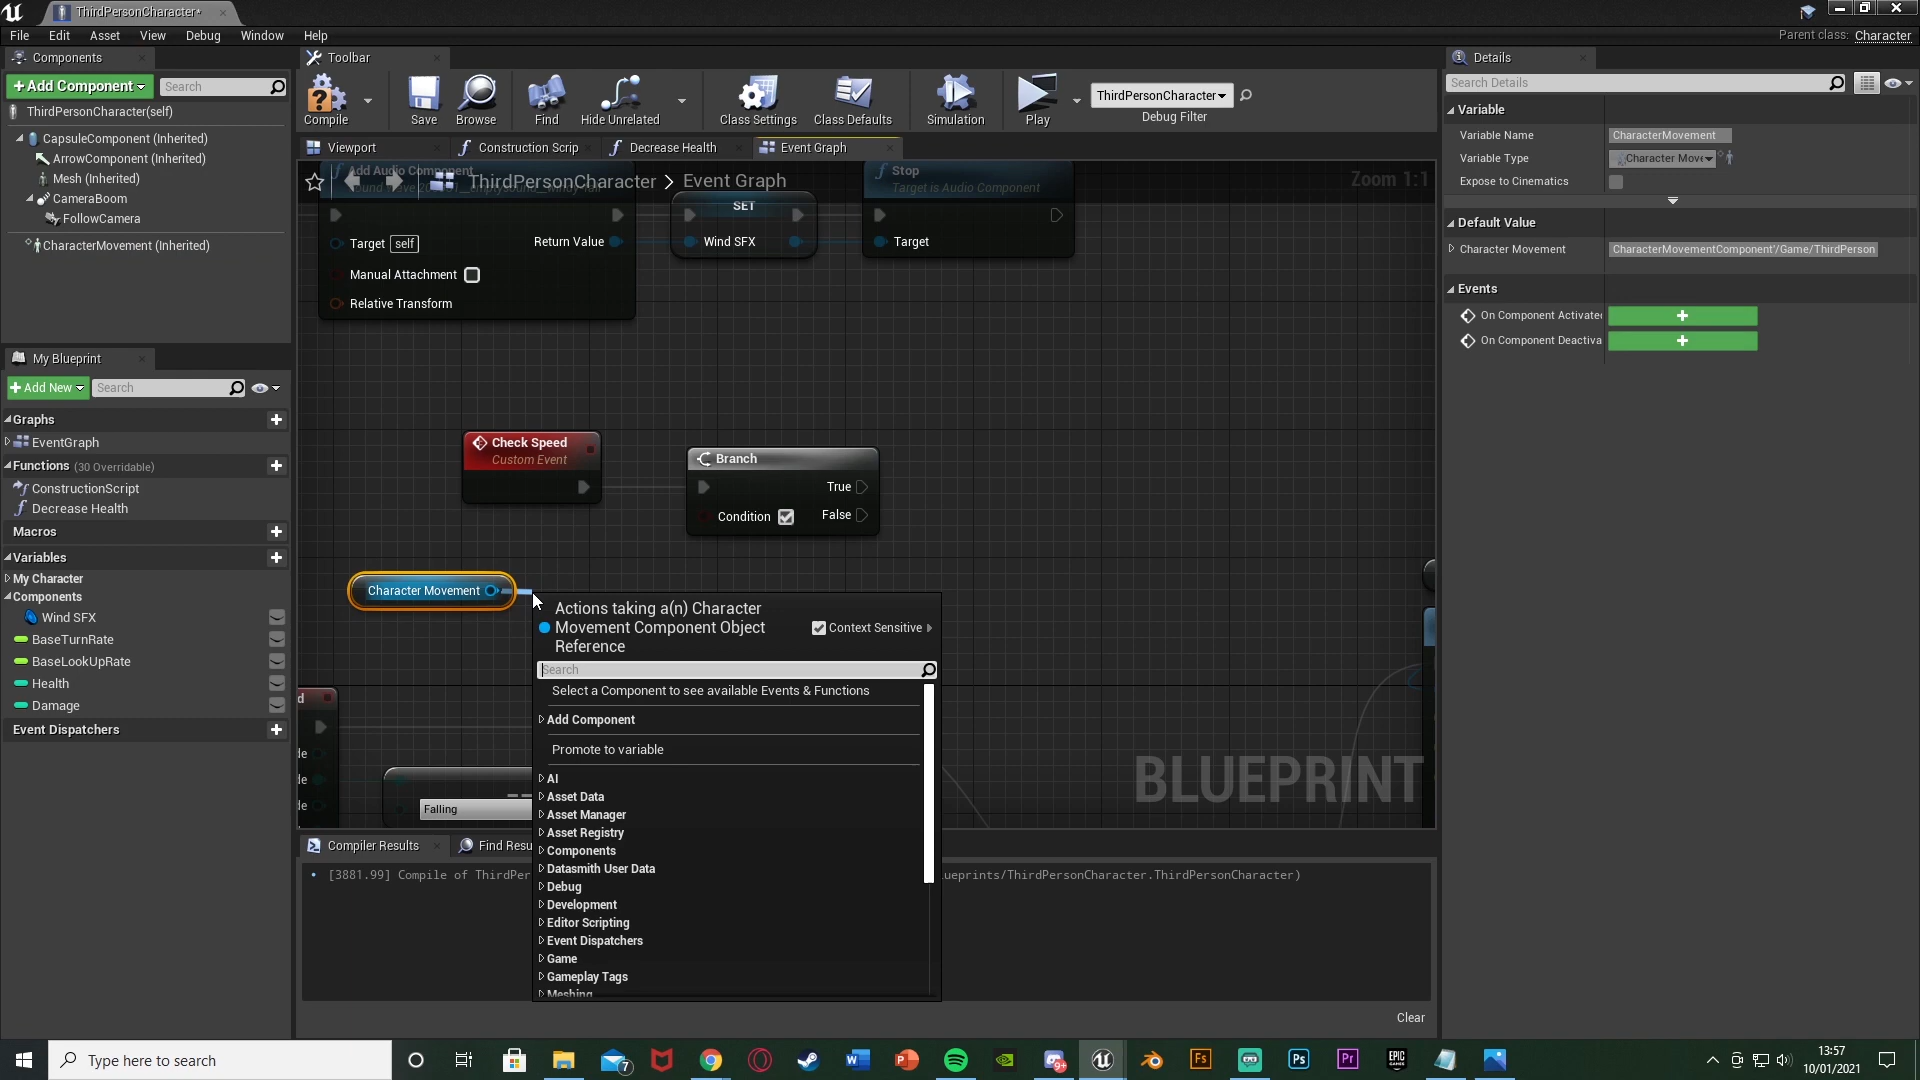 ThirdPersonCharacter*
File Edit Asset View Debug Window Help
Parent class: Character
Components
Toolbar
Details
+Add Component
Search
Search Details
ThirdPersonCharacter(self)
Compile
Save
Browse
Find
Hide Unrelated
Class Settings
Class Defaults
Simulation
Play
ThirdPersonCharacter
Debug Filter
CapsuleComponent (Inherited)
ArrowComponent (Inherited)
Mesh (Inherited)
CameraBoom
FollowCamera
CharacterMovement (Inherited)
Viewport
Construction Scrip
Decrease Health
Event Graph
Add Audio Component
ThirdPersonCharacter > Event Graph
Stop
Target is Audio Component
Zoom 1:1
SET
Target self
Return Value
Wind SFX
Target
Manual Attachment
Relative Transform
Variable
Variable Name CharacterMovement
Variable Type Character Move
Expose to Cinematics
Default Value
Character Movement CharacterMovementComponent'/Game/ThirdPerson
Events
On Component Activate
On Component Deactiva
My Blueprint
+Add New
Search
Graphs
EventGraph
Functions (30 Overridable)
ConstructionScript
Decrease Health
Macros
Variables
My Character
Components
Wind SFX
BaseTurnRate
BaseLookUpRate
Health
Damage
Event Dispatchers
Check Speed
Custom Event
Branch
True
Condition
False
Character Movement
Actions taking a(n) Character
Movement Component Object
Reference
Context Sensitive
Search
Select a Component to see available Events & Functions
Add Component
Promote to variable
AI
Asset Data
Asset Manager
Asset Registry
Components
Datasmith User Data
Debug
Development
Editor Scripting
Event Dispatchers
Game
Gameplay Tags
Meshing
d
de
de
de
Falling
BLUEPRINT
Compiler Results
Find Resu
[3881.99] Compile of ThirdPer
ueprints/ThirdPersonCharacter.ThirdPersonCharacter)
Clear
Type here to search
7
9+
13:57
10/01/2021